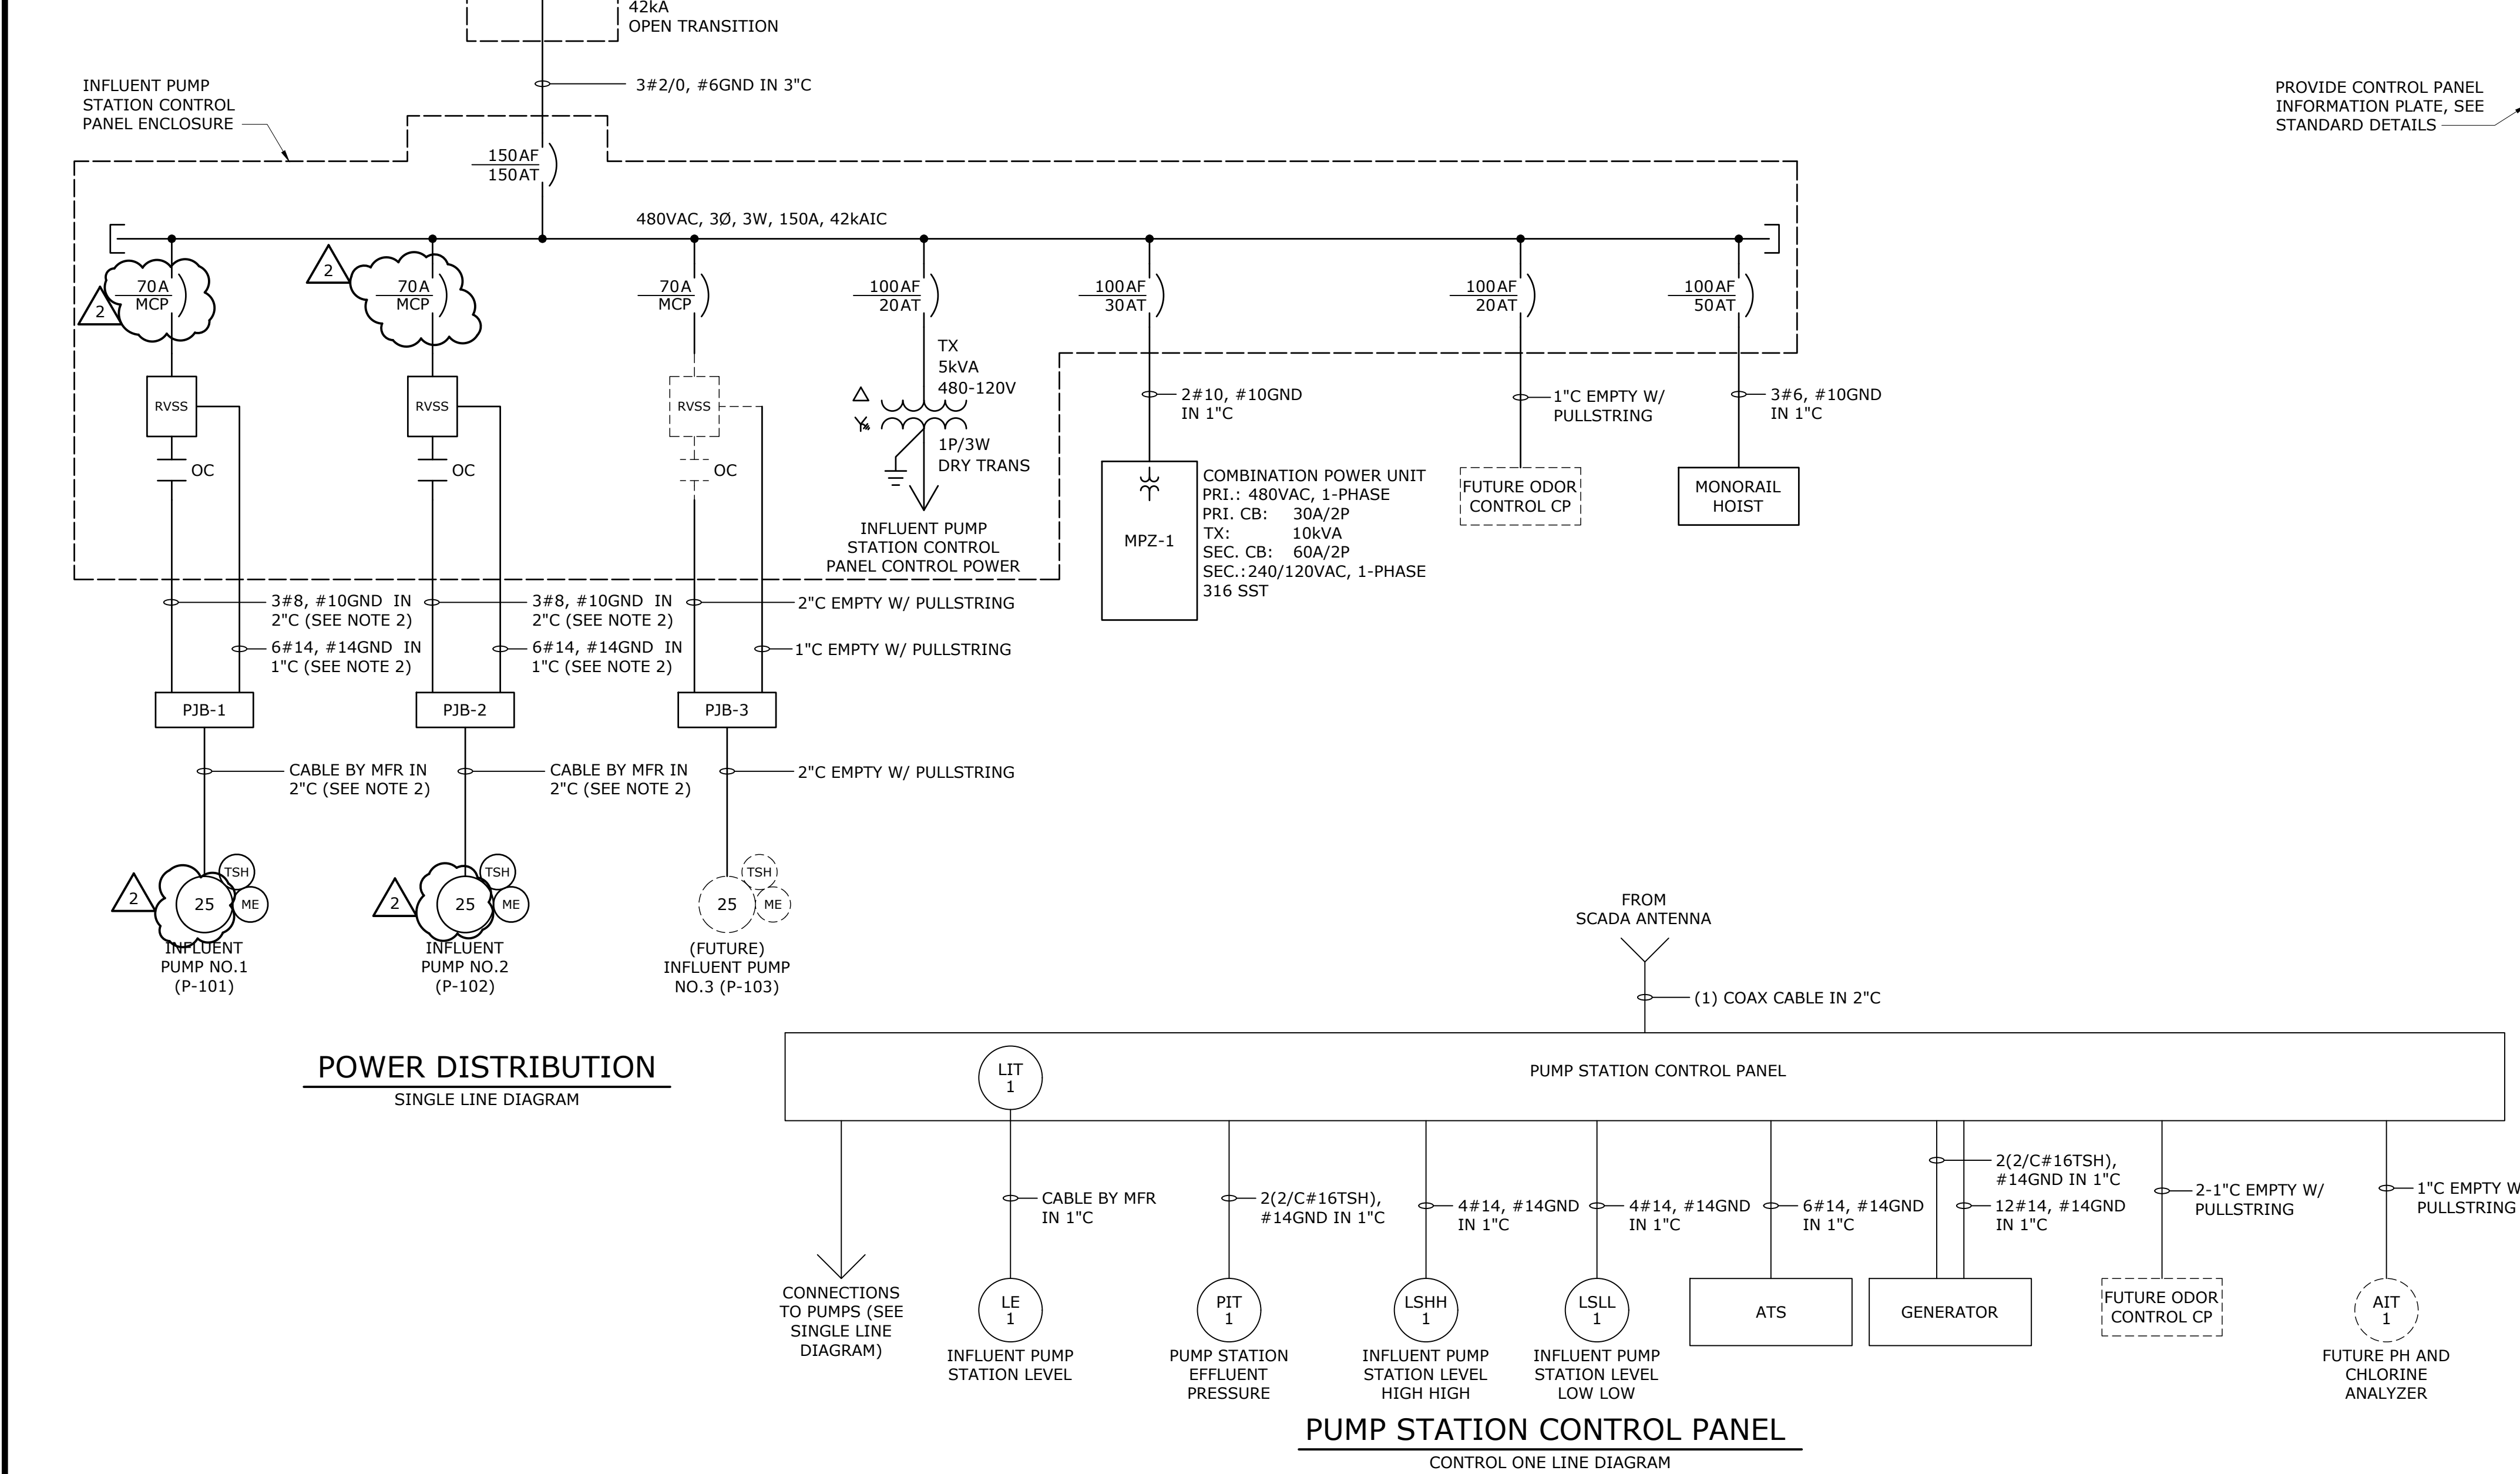 42kA
OPEN TRANSITION
3#2/0, #6GND IN 3"C
INFLUENT PUMP
STATION CONTROL
PANEL ENCLOSURE
PROVIDE CONTROL PANEL
INFORMATION PLATE, SEE
STANDARD DETAILS
150AF
150AT
480VAC, 3Ø, 3W, 150A, 42kAIC
2
70A
MCP
2
70A
MCP
70A
MCP
100AF
20AT
100AF
30AT
100AF
20AT
100AF
50AT
RVSS
OC
RVSS
OC
RVSS
OC
TX
5kVA
480-120V
1P/3W
DRY TRANS
INFLUENT PUMP
STATION CONTROL
PANEL CONTROL POWER
2#10, #10GND
IN 1"C
MPZ-1
COMBINATION POWER UNIT
PRI.: 480VAC, 1-PHASE
PRI. CB: 30A/2P
TX: 10kVA
SEC. CB: 60A/2P
SEC.:240/120VAC, 1-PHASE
316 SST
1"C EMPTY W/
PULLSTRING
FUTURE ODOR
CONTROL CP
3#6, #10GND
IN 1"C
MONORAIL
HOIST
3#8, #10GND IN
2"C (SEE NOTE 2)
6#14, #14GND IN
1"C (SEE NOTE 2)
3#8, #10GND IN
2"C (SEE NOTE 2)
6#14, #14GND IN
1"C (SEE NOTE 2)
2"C EMPTY W/ PULLSTRING
1"C EMPTY W/ PULLSTRING
PJB-1
PJB-2
PJB-3
CABLE BY MFR IN
2"C (SEE NOTE 2)
CABLE BY MFR IN
2"C (SEE NOTE 2)
2"C EMPTY W/ PULLSTRING
2
25
TSH
ME
INFLUENT
PUMP NO.1
(P-101)
2
25
TSH
ME
INFLUENT
PUMP NO.2
(P-102)
25
TSH
ME
(FUTURE)
INFLUENT PUMP
NO.3 (P-103)
POWER DISTRIBUTION
SINGLE LINE DIAGRAM
FROM
SCADA ANTENNA
(1) COAX CABLE IN 2"C
LIT
1
PUMP STATION CONTROL PANEL
CONNECTIONS
TO PUMPS (SEE
SINGLE LINE
DIAGRAM)
CABLE BY MFR
IN 1"C
LE
1
INFLUENT PUMP
STATION LEVEL
2(2/C#16TSH),
#14GND IN 1"C
PIT
1
PUMP STATION
EFFLUENT
PRESSURE
4#14, #14GND
IN 1"C
LSHH
1
INFLUENT PUMP
STATION LEVEL
HIGH HIGH
4#14, #14GND
IN 1"C
LSLL
1
INFLUENT PUMP
STATION LEVEL
LOW LOW
6#14, #14GND
IN 1"C
ATS
2(2/C#16TSH),
#14GND IN 1"C
12#14, #14GND
IN 1"C
GENERATOR
2-1"C EMPTY W/
PULLSTRING
FUTURE ODOR
CONTROL CP
1"C EMPTY W
PULLSTRING
AIT
1
FUTURE PH AND
CHLORINE
ANALYZER
PUMP STATION CONTROL PANEL
CONTROL ONE LINE DIAGRAM